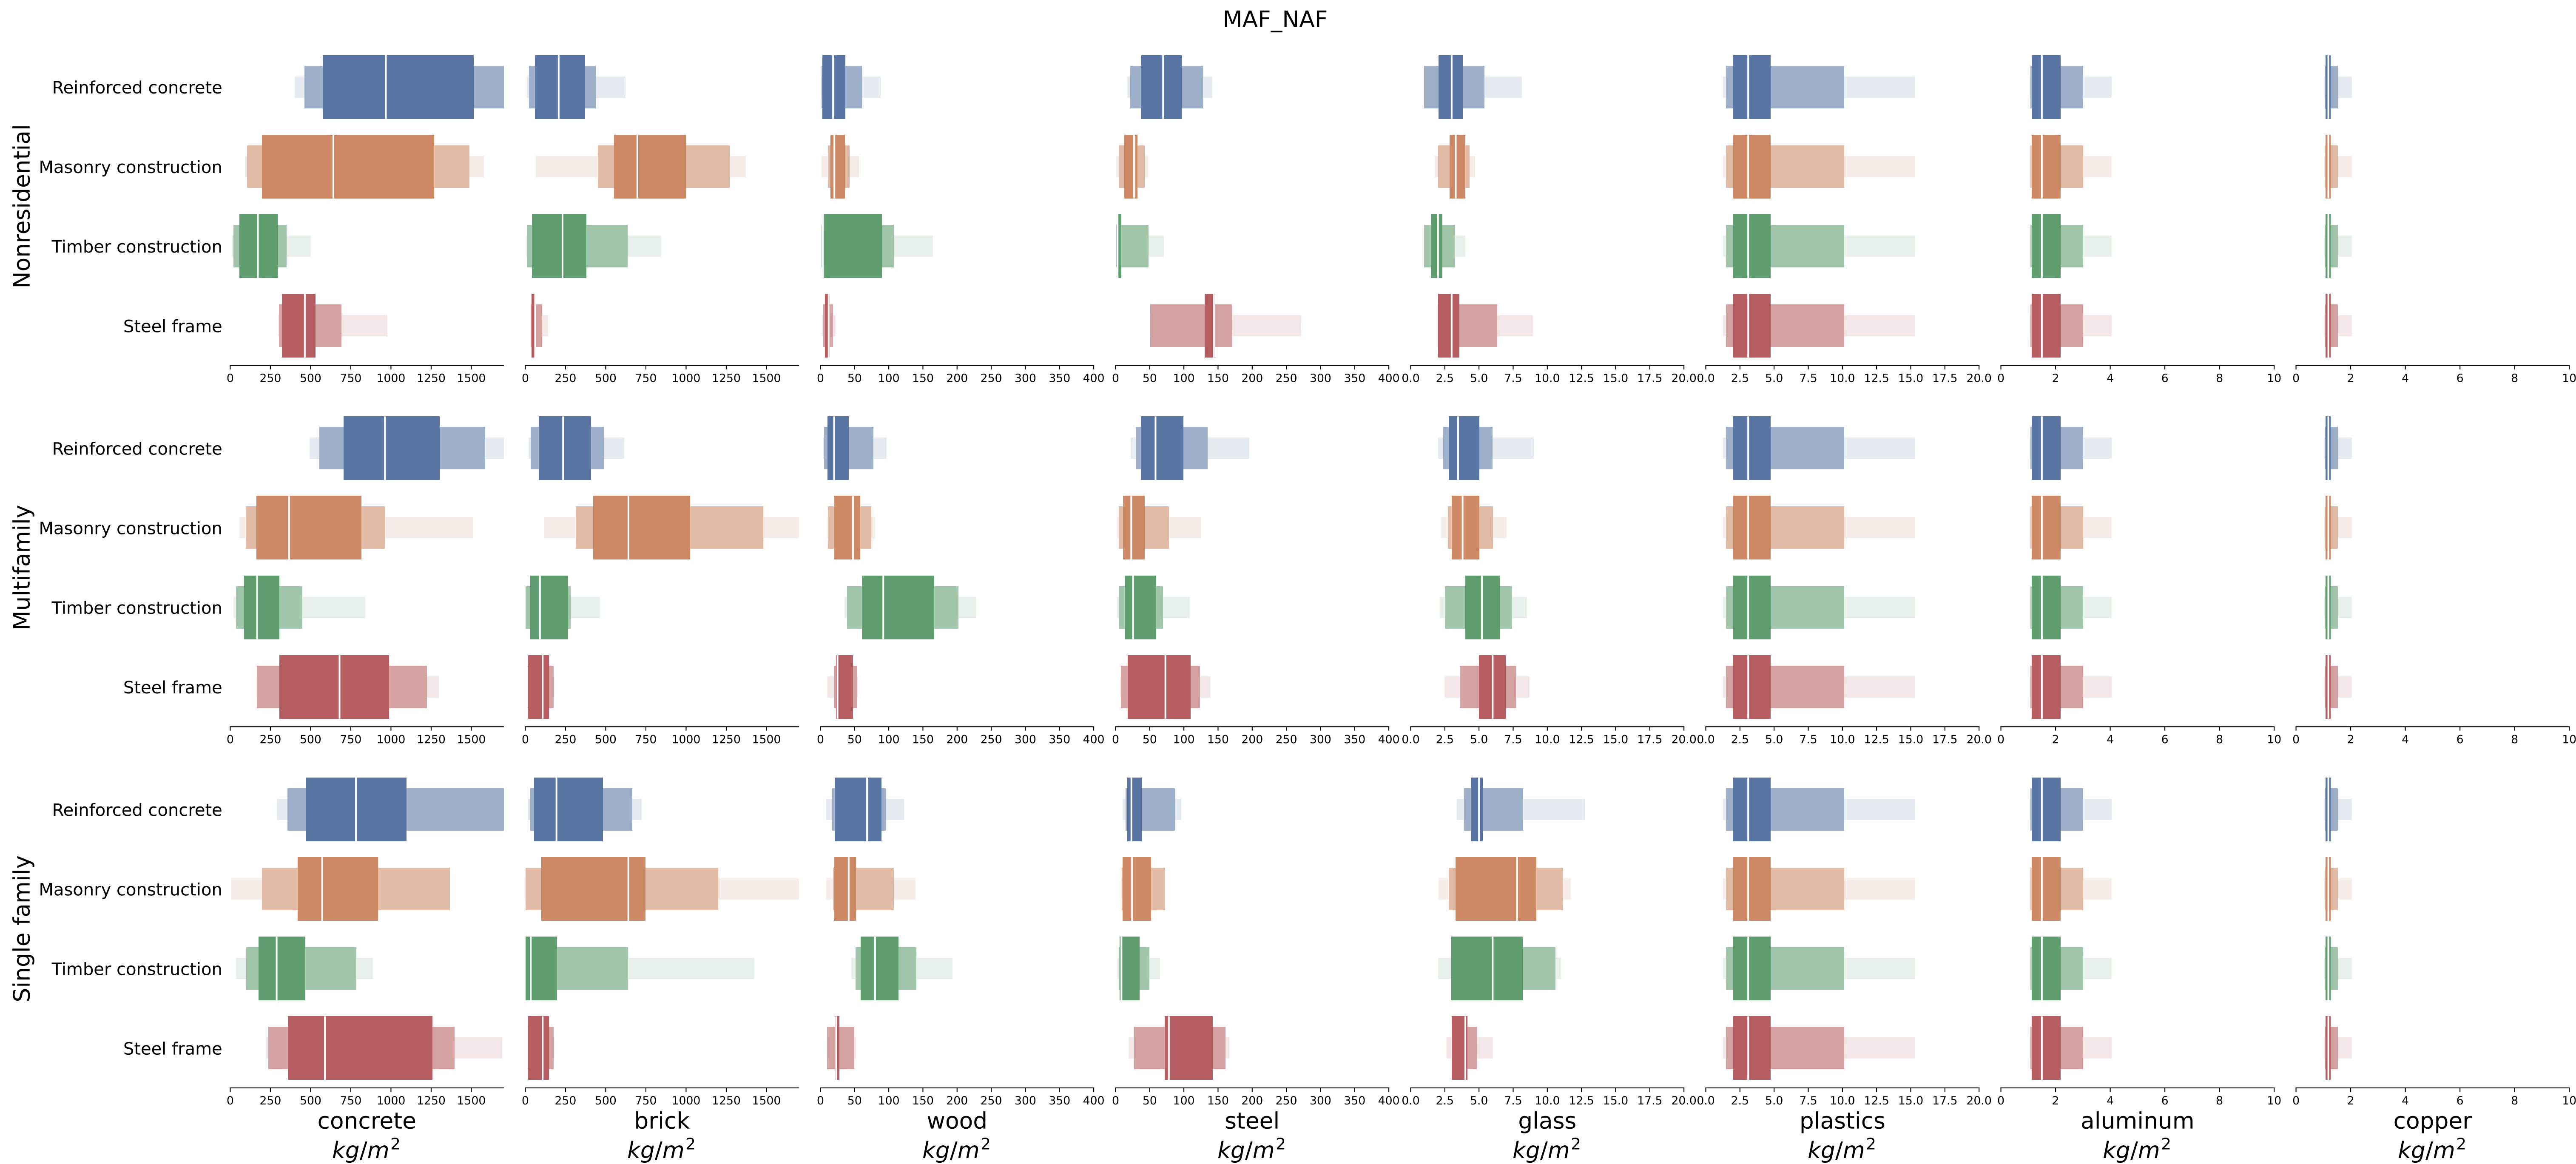 MAF_NAF
Nonresidential
Reinforced concrete
Masonry construction
Timber construction
Steel frame
0 250 500 750 1000 1250 1500
0 250 500 750 1000 1250 1500
0 50 100 150 200 250 300 350 400
0 50 100 150 200 250 300 350 400
0.0 2.5 5.0 7.5 10.0 12.5 15.0 17.5 20.0
0.0 2.5 5.0 7.5 10.0 12.5 15.0 17.5 20.0
0 2 4 6 8 10
0 2 4 6 8 10
Multifamily
Reinforced concrete
Masonry construction
Timber construction
Steel frame
0 250 500 750 1000 1250 1500
0 250 500 750 1000 1250 1500
0 50 100 150 200 250 300 350 400
0 50 100 150 200 250 300 350 400
0.0 2.5 5.0 7.5 10.0 12.5 15.0 17.5 20.0
0.0 2.5 5.0 7.5 10.0 12.5 15.0 17.5 20.0
0 2 4 6 8 10
0 2 4 6 8 10
Single family
Reinforced concrete
Masonry construction
Timber construction
Steel frame
0 250 500 750 1000 1250 1500
0 250 500 750 1000 1250 1500
0 50 100 150 200 250 300 350 400
0 50 100 150 200 250 300 350 400
0.0 2.5 5.0 7.5 10.0 12.5 15.0 17.5 20.0
0.0 2.5 5.0 7.5 10.0 12.5 15.0 17.5 20.0
0 2 4 6 8 10
0 2 4 6 8 10
concrete
kg/m²
brick
kg/m²
wood
kg/m²
steel
kg/m²
glass
kg/m²
plastics
kg/m²
aluminum
kg/m²
copper
kg/m²